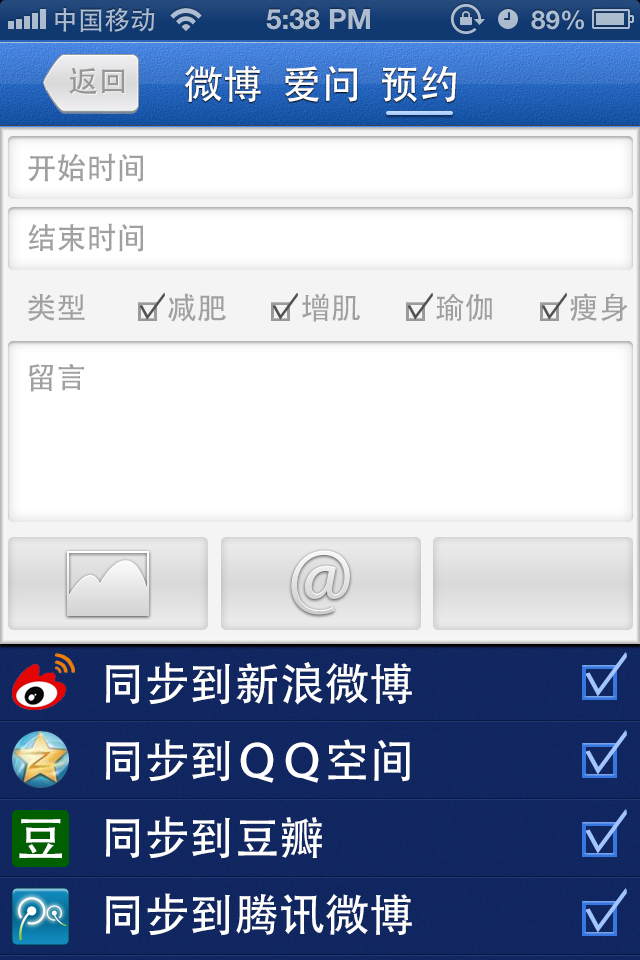 中国移动 5:38 PM 89%
返回 微博 爱问 预约
开始时间
结束时间
类型 减肥 增肌 瑜伽 瘦身
留言
@
同步到新浪微博
同步到QQ空间
豆 同步到豆瓣
同步到腾讯微博